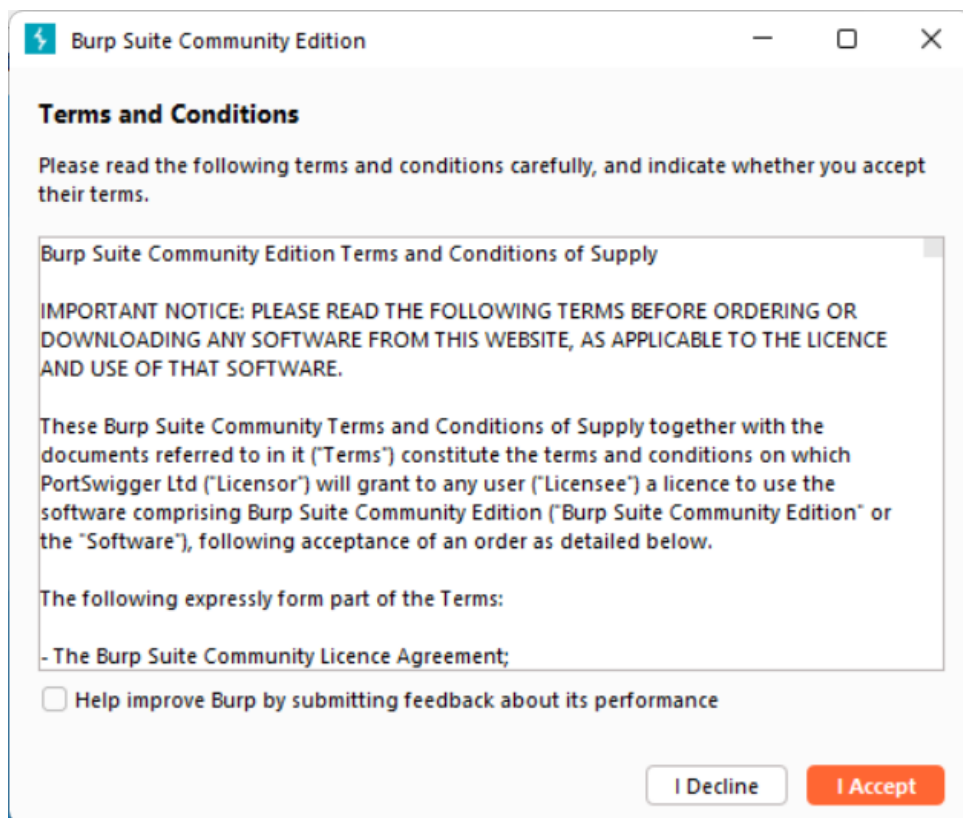 Burp Suite Community Edition
Terms and Conditions
Please read the following terms and conditions carefully, and indicate whether you accept
their terms.
Burp Suite Community Edition Terms and Conditions of Supply
IMPORTANT NOTICE: PLEASE READ THE FOLLOWING TERMS BEFORE ORDERING OR
DOWNLOADING ANY SOFTWARE FROM THIS WEBSITE, AS APPLICABLE TO THE LICENCE
AND USE OF THAT SOFTWARE.
These Burp Suite Community Terms and Conditions of Supply together with the
documents referred to in it ("Terms") constitute the terms and conditions on which
PortSwigger Ltd ("Licensor") will grant to any user ("Licensee") a licence to use the
software comprising Burp Suite Community Edition ("Burp Suite Community Edition" or
the "Software"), following acceptance of an order as detailed below.
The following expressly form part of the Terms:
- The Burp Suite Community Licence Agreement;
Help improve Burp by submitting feedback about its performance
I Decline
I Accept